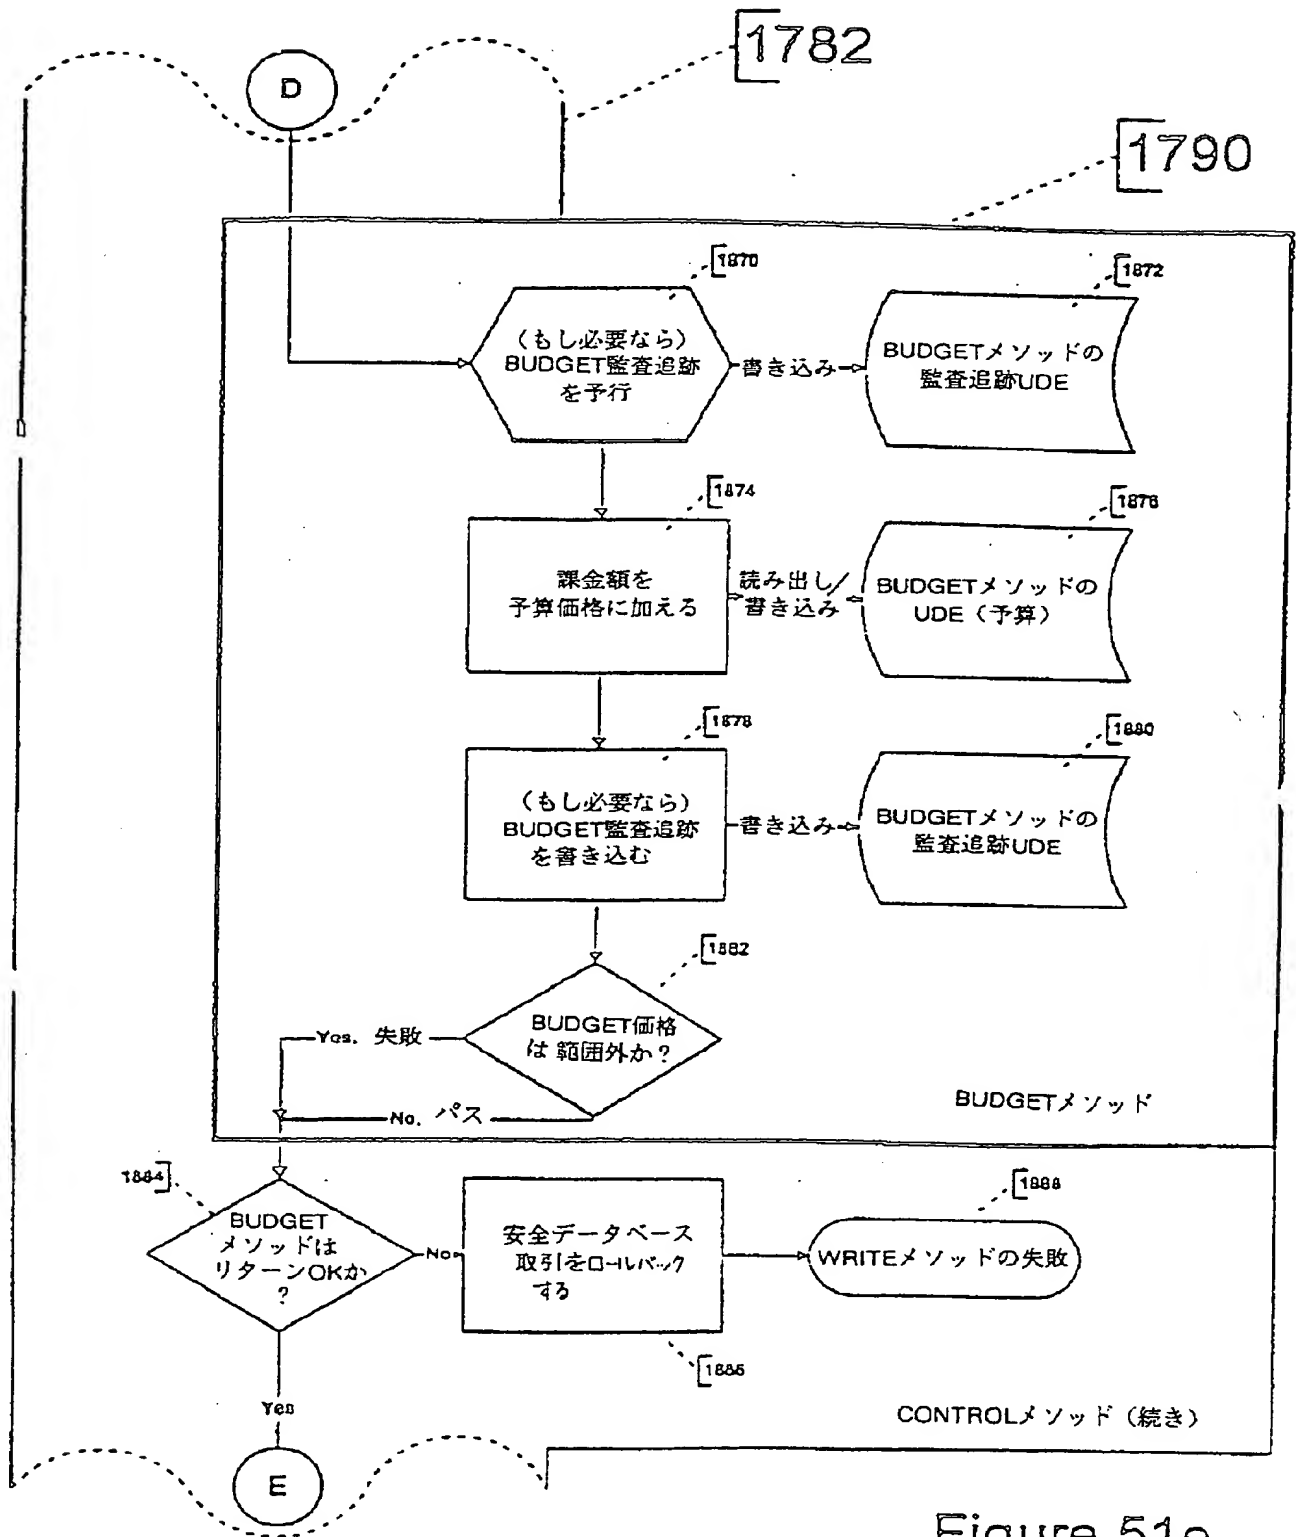 1782
D
1790
1870
1872
（もし必要なら）
BUDGET監査追跡
を予行
書き込み
BUDGETメソッドの
監査追跡UDE
1874
1876
課金額を
予算価格に加える
読み出し/
書き込み
BUDGETメソッドの
UDE（予算）
1878
1880
（もし必要なら）
BUDGET監査追跡
を書き込む
書き込み
BUDGETメソッドの
監査追跡UDE
1882
BUDGET価格
は 範囲外か？
Yes. 失敗
No. パス
BUDGETメソッド
1884
BUDGET
メソッドは
リターンOKか
？
No
安全データベース
取引をロールバック
する
1888
WRITEメソッドの失敗
Yes
CONTROLメソッド（続き）
E
Figure 51e